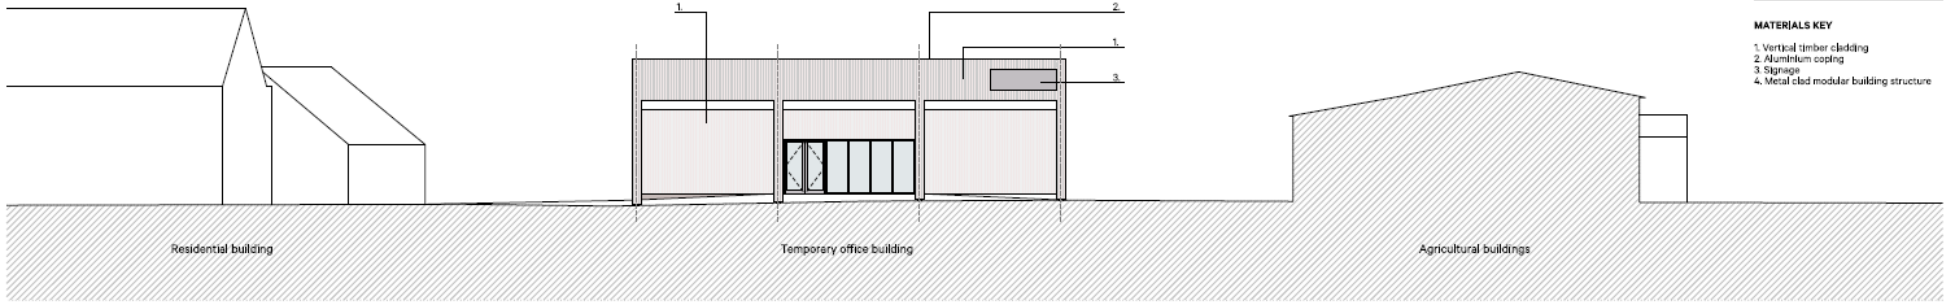 1.
2.
1.
3.
MATERIALS KEY
1. Vertical timber cladding
2. Aluminium coping
3. Signage
4. Metal clad modular building structure
Residential building
Temporary office building
Agricultural buildings